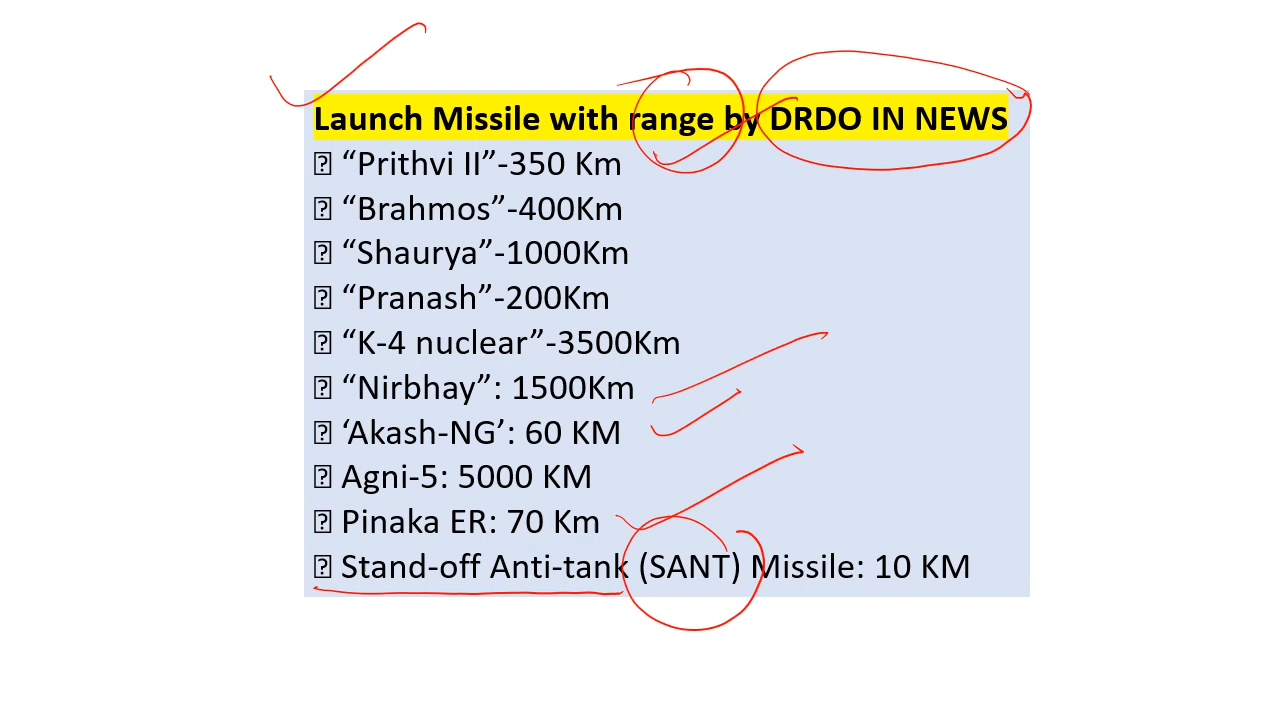 Launch Missile with range by DRDO IN NEWS
“Prithvi II”-350 Km
“Brahmos”-400Km
“Shaurya”-1000Km
“Pranash”-200Km
“K-4 nuclear”-3500Km
“Nirbhay”: 1500Km
‘Akash-NG’: 60 KM
Agni-5: 5000 KM
Pinaka ER: 70 Km
Stand-off Anti-tank (SANT) Missile: 10 KM